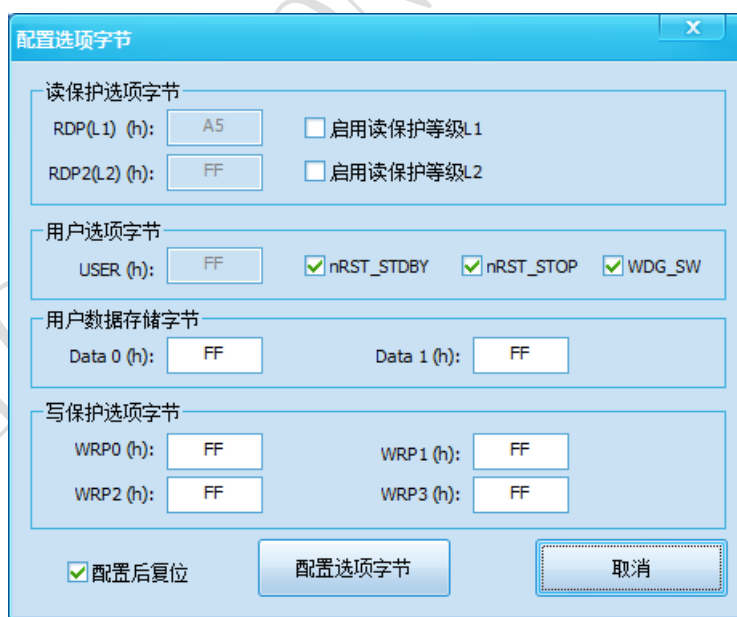 配置选项字节
x
读保护选项字节
RDP(L1) (h): A5 启用读保护等级L1
RDP2(L2) (h): FF 启用读保护等级L2
用户选项字节
USER (h): FF nRST_STDBY nRST_STOP WDG_SW
用户数据存储字节
Data 0 (h): FF Data 1 (h): FF
写保护选项字节
WRP0 (h): FF WRP1 (h): FF
WRP2 (h): FF WRP3 (h): FF
配置后复位 配置选项字节 取消